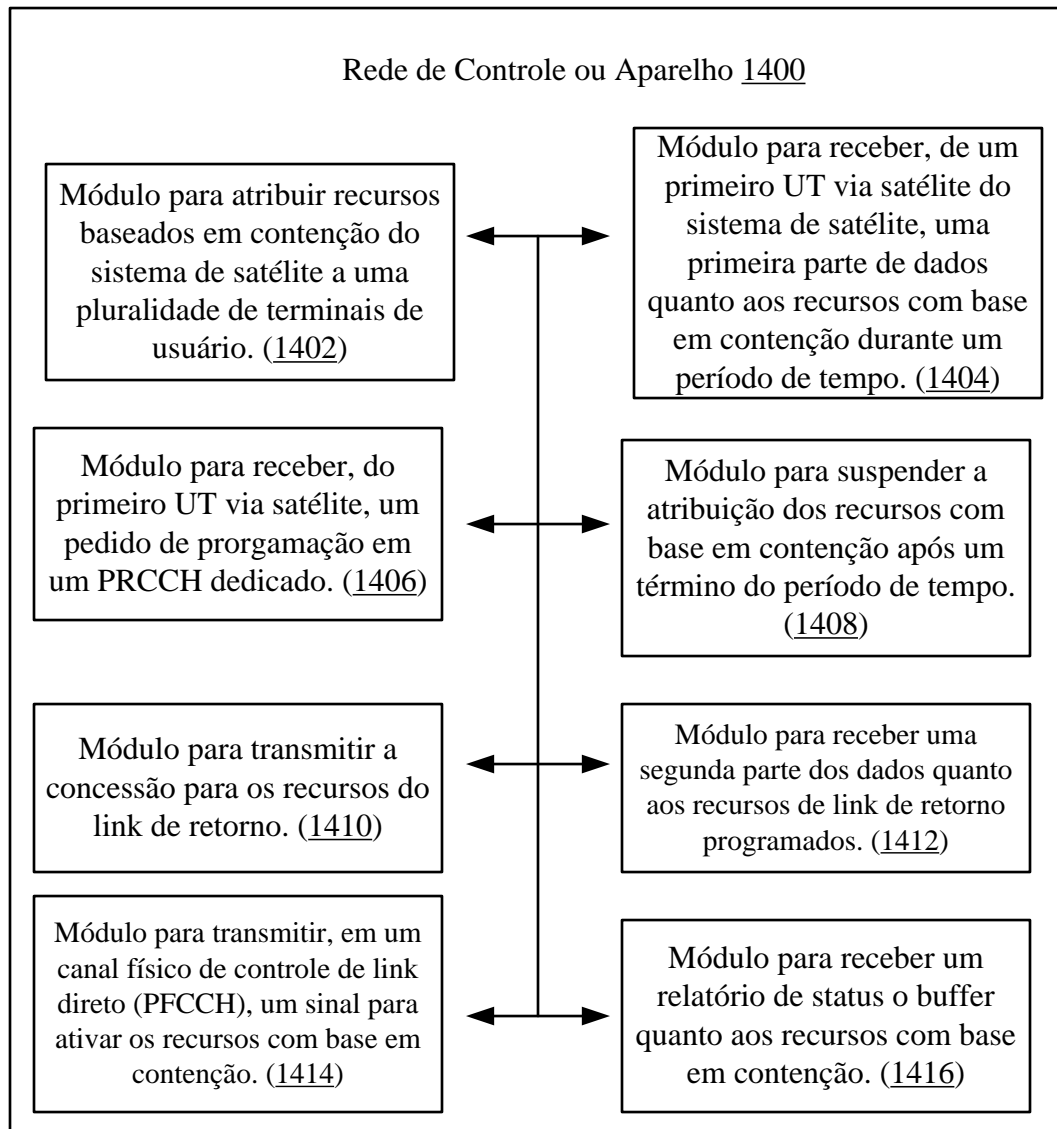 Rede de Controle ou Aparelho 1400
Módulo para atribuir recursos
baseados em contenção do
sistema de satélite a uma
pluralidade de terminais de
usuário. (1402)
Módulo para receber, de um
primeiro UT via satélite do
sistema de satélite, uma
primeira parte de dados
quanto aos recursos com base
em contenção durante um
período de tempo. (1404)
Módulo para receber, do
primeiro UT via satélite, um
pedido de prorgamação em
um PRCCH dedicado. (1406)
Módulo para suspender a
atribuição dos recursos com
base em contenção após um
término do período de tempo.
(1408)
Módulo para transmitir a
concessão para os recursos do
link de retorno. (1410)
Módulo para receber uma
segunda parte dos dados quanto
aos recursos de link de retorno
programados. (1412)
Módulo para transmitir, em um
canal físico de controle de link
direto (PFCCH), um sinal para
ativar os recursos com base em
contenção. (1414)
Módulo para receber um
relatório de status o buffer
quanto aos recursos com base
em contenção. (1416)